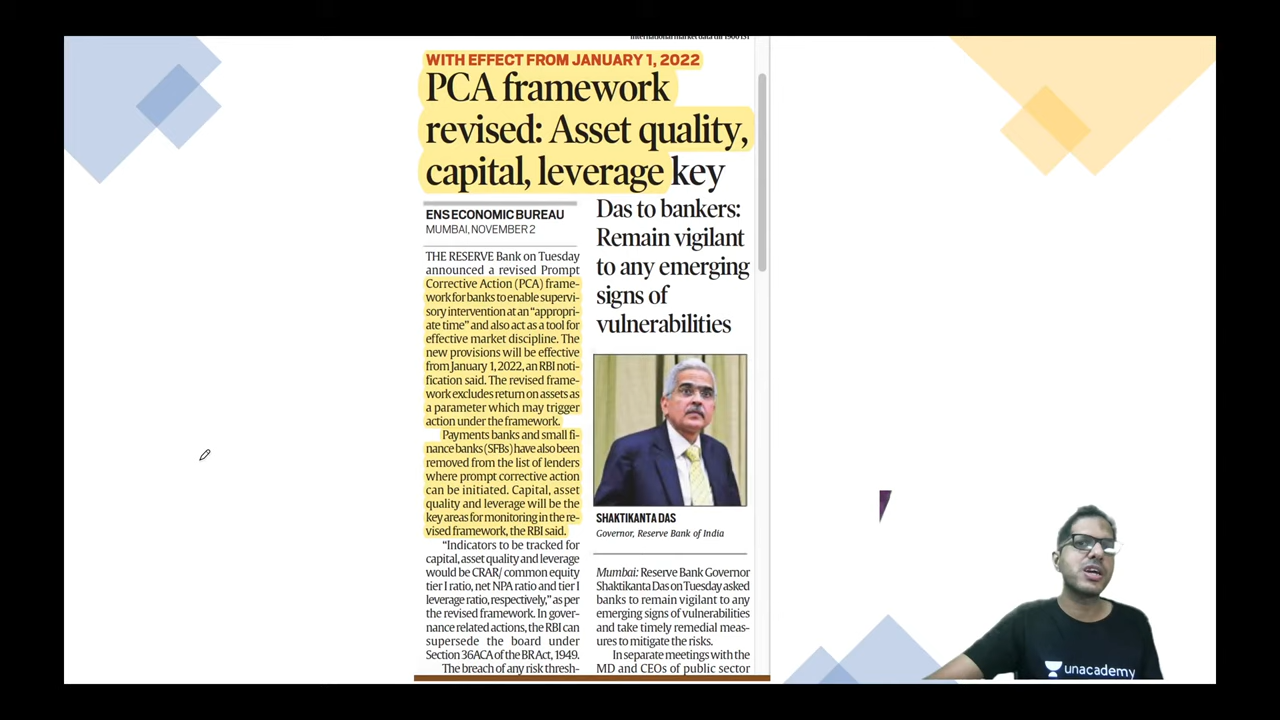 International market data till 1900 IST
WITH EFFECT FROM JANUARY 1, 2022
PCA framework
revised: Asset quality,
capital, leverage key
ENS ECONOMIC BUREAU
MUMBAI, NOVEMBER 2
THE RESERVE Bank on Tuesday
announced a revised Prompt
Corrective Action (PCA) frame-
work for banks to enable supervi-
sory intervention at an “appropri-
ate time” and also act as a tool for
effective market discipline. The
new provisions will be effective
from January 1, 2022, an RBI noti-
fication said. The revised frame-
work excludes return on assets as
a parameter which may trigger
action under the framework.
Payments banks and small fi-
nance banks (SFBs) have also been
removed from the list of lenders
where prompt corrective action
can be initiated. Capital, asset
quality and leverage will be the
key areas for monitoring in the re-
vised framework, the RBI said.
“Indicators to be tracked for
capital, asset quality and leverage
would be CRAR/ common equity
tier I ratio, net NPA ratio and tier I
leverage ratio, respectively,” as per
the revised framework. In gover-
nance related actions, the RBI can
supersede the board under
Section 36ACA of the BR Act, 1949.
The breach of any risk thresh-
Das to bankers:
Remain vigilant
to any emerging
signs of
vulnerabilities
SHAKTIKANTA DAS
Governor, Reserve Bank of India
Mumbai: Reserve Bank Governor
Shaktikanta Das on Tuesday asked
banks to remain vigilant to any
emerging signs of vulnerabilities
and take timely remedial meas-
ures to mitigate the risks.
In separate meetings with the
MD and CEOs of public sector
unacademy